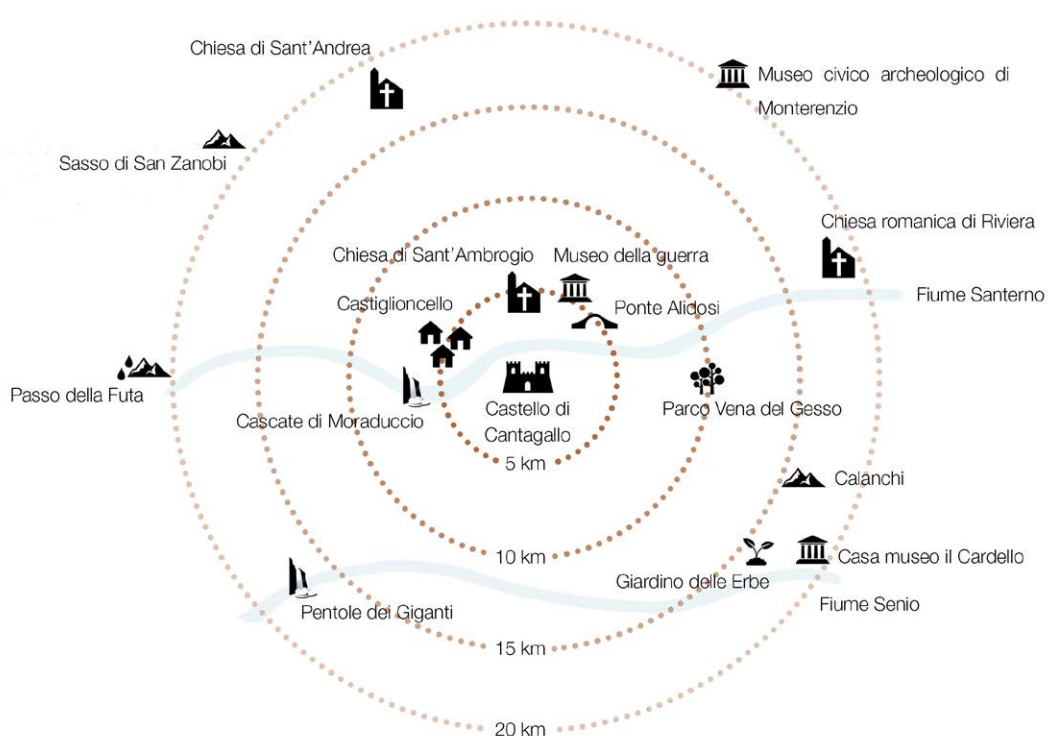 Chiesa di Sant'Andrea
Museo civico archeologico di
Monterenzio
Sasso di San Zanobi
Chiesa romanica di Riviera
Chiesa di Sant'Ambrogio
Museo della guerra
Castiglioncello
Ponte Alidosi
Fiume Santerno
Passo della Futa
Cascate di Moraduccio
Castello di
Cantagallo
Parco Vena del Gesso
5 km
Calanchi
10 km
Casa museo il Cardello
Giardino delle Erbe
Fiume Senio
Pentole dei Giganti
15 km
20 km